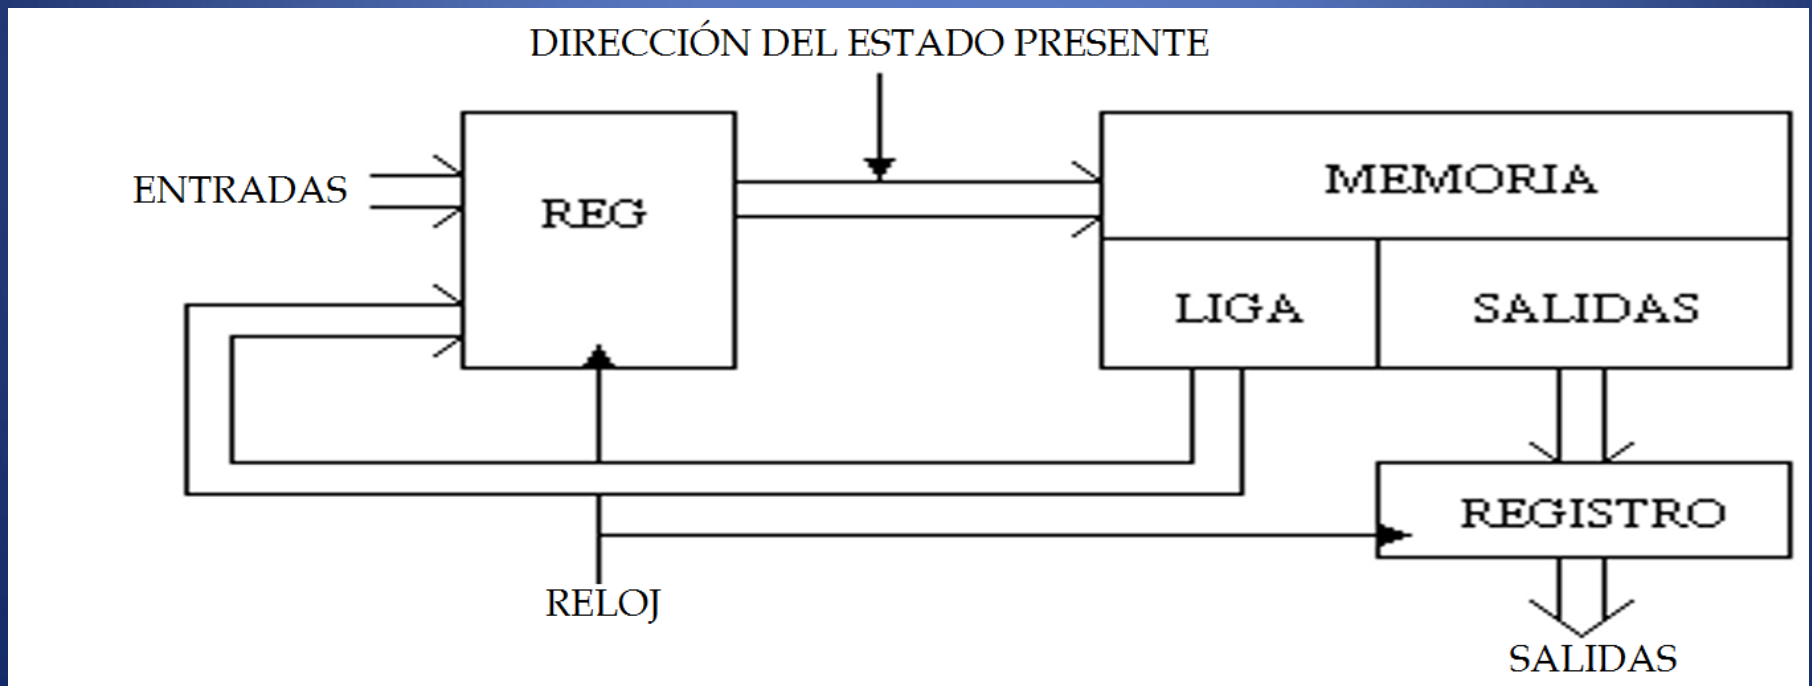 DIRECCIÓN DEL ESTADO PRESENTE
ENTRADAS
REG
MEMORIA
LIGA
SALIDAS
REGISTRO
RELOJ
SALIDAS